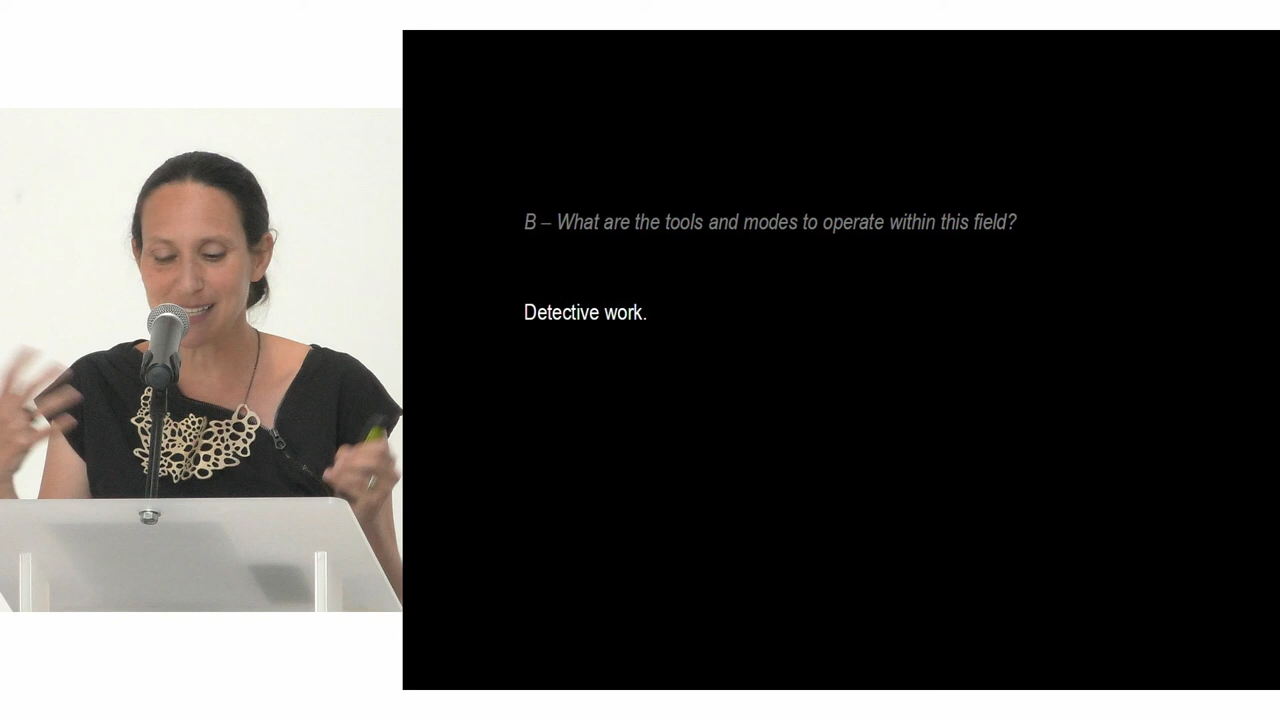 B – What are the tools and modes to operate within this field?
Detective work.